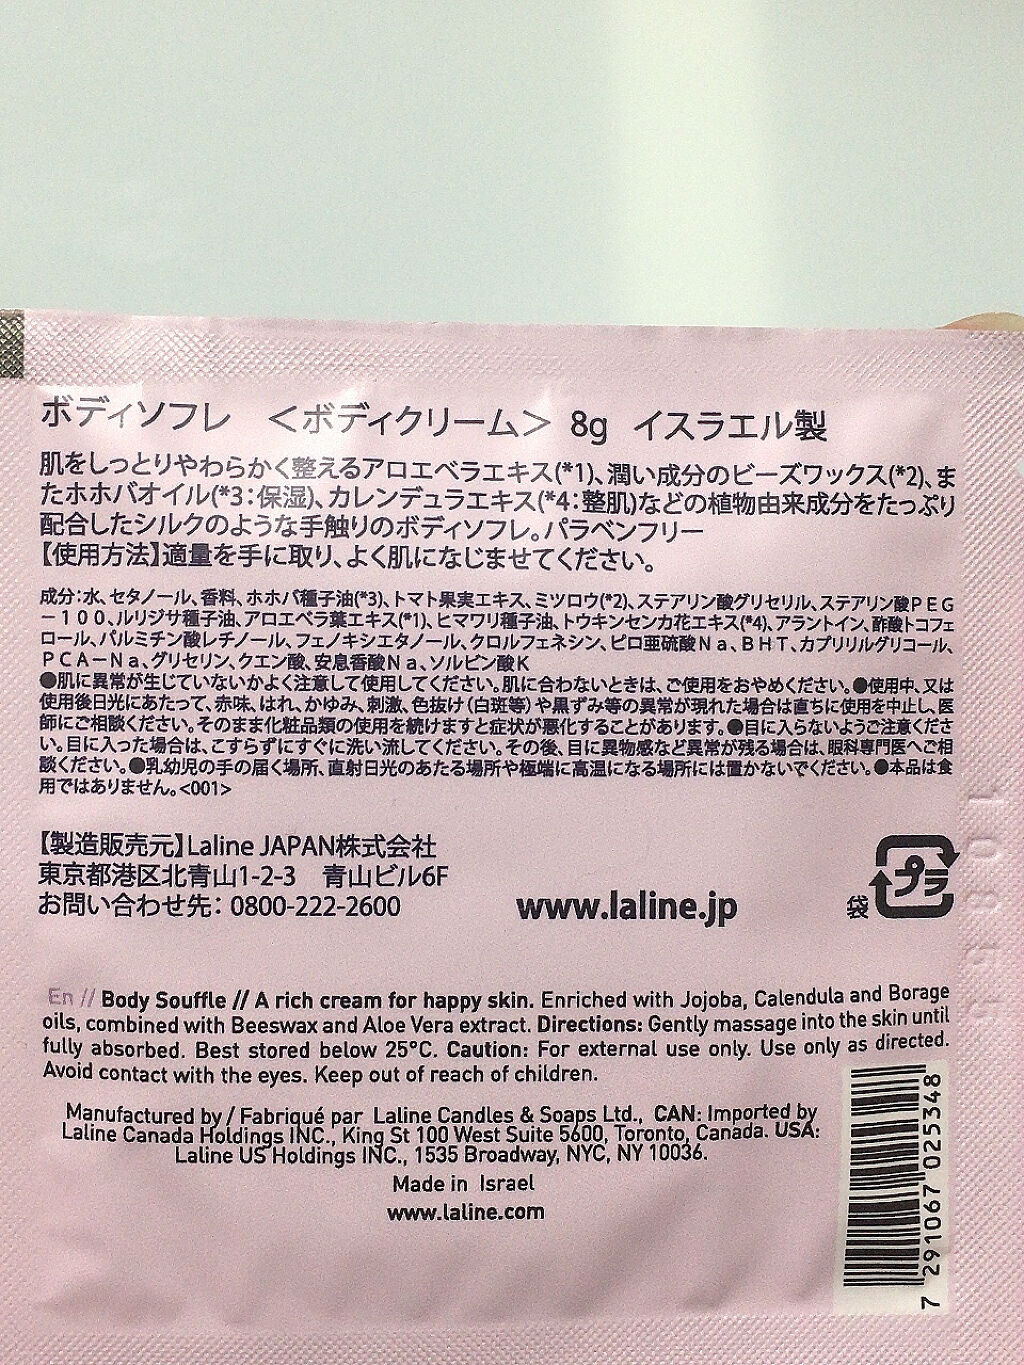 ボディソフレ　＜ボディクリーム＞ 8g イスラエル製
肌をしっとりやわらかく整えるアロエベラエキス(*1)、潤い成分のビーズワックス(*2)、ま
たホホバオイル(*3：保湿)、カレンデュラエキス(*4：整肌)などの植物由来成分をたっぷり
配合したシルクのような手触りのボディソフレ。パラベンフリー
【使用方法】適量を手に取り、よく肌になじませてください。
成分：水、セタノール、香料、ホホバ種子油(*3)、トマト果実エキス、ミツロウ(*2)、ステアリン酸グリセリル、ステアリン酸ＰＥＧ
－１００、ルリジサ種子油、アロエベラ葉エキス(*1)、ヒマワリ種子油、トウキンセンカ花エキス(*4)、アラントイン、酢酸トコフェ
ロール、パルミチン酸レチノール、フェノキシエタノール、クロルフェネシン、ピロ亜硫酸Ｎａ、ＢＨＴ、カプリリルグリコール、
ＰＣＡ－Ｎａ、グリセリン、クエン酸、安息香酸Ｎａ、ソルビン酸Ｋ
●肌に異常が生じていないかよく注意して使用してください。肌に合わないときは、ご使用をおやめください。●使用中、又は
使用後日光にあたって、赤味、はれ、かゆみ、刺激、色抜け(白斑等)や黒ずみ等の異常が現れた場合は直ちに使用を中止し、医
師にご相談ください。そのまま化粧品類の使用を続けますと症状が悪化することがあります。●目に入らないようご注意くださ
い。目に入った場合は、こすらずにすぐに洗い流してください。その後、目に異物感など異常が残る場合は、眼科専門医へご相
談ください。●乳幼児の手の届く場所、直射日光のあたる場所や極端に高温になる場所には置かないでください。●本品は食
用ではありません。<001>
【製造販売元】Laline JAPAN株式会社
東京都港区北青山1-2-3　青山ビル6F
お問い合わせ先： 0800-222-2600
www.laline.jp
プラ
袋
En // Body Souffle // A rich cream for happy skin. Enriched with Jojoba, Calendula and Borage
oils, combined with Beeswax and Aloe Vera extract. Directions: Gently massage into the skin until
fully absorbed. Best stored below 25°C. Caution: For external use only. Use only as directed.
Avoid contact with the eyes. Keep out of reach of children.
Manufactured by / Fabriqué par Laline Candles & Soaps Ltd., CAN: Imported by
Laline Canada Holdings INC., King St 100 West Suite 5600, Toronto, Canada. USA:
Laline US Holdings INC., 1535 Broadway, NYC, NY 10036.
Made in Israel
www.laline.com
7 291067 025348